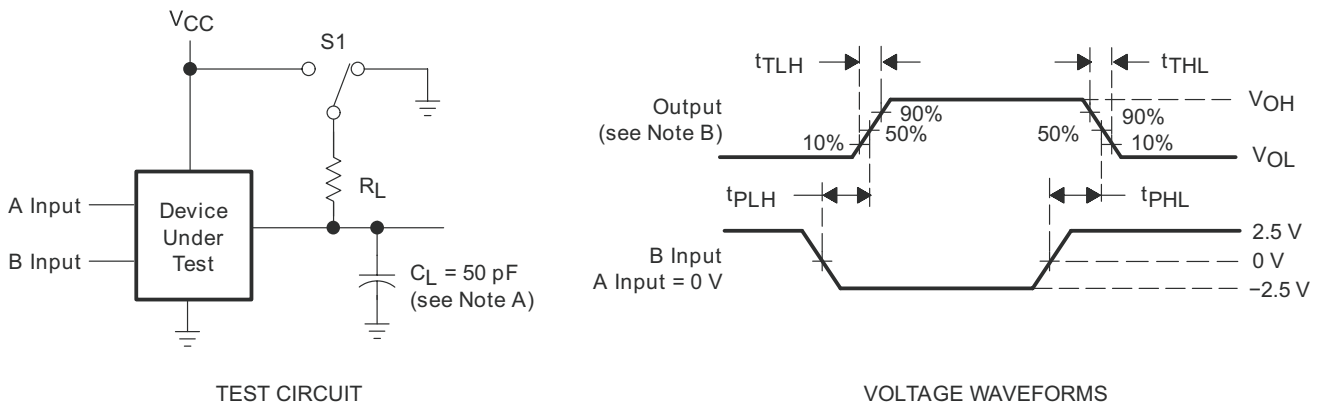 VCC
S1
RL
A Input
B Input
Device
Under
Test
CL = 50 pF
(see Note A)
TEST CIRCUIT
tTLH
tTHL
Output
(see Note B)
VOH
90%
50%
10%
50%
90%
10%
VOL
tPLH
tPHL
B Input
A Input = 0 V
2.5 V
0 V
−2.5 V
VOLTAGE WAVEFORMS